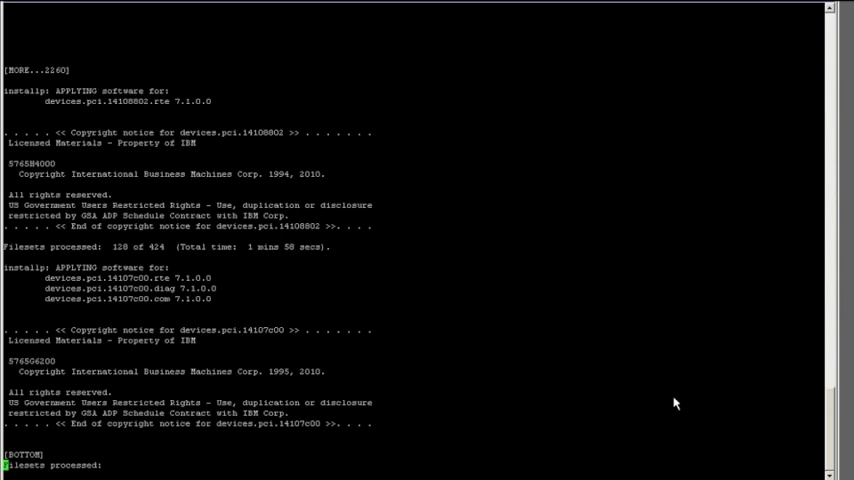 [MORE...2260]
installp: APPLYING software for:
devices.pci.14108802.rte 7.1.0.0
. . . . . << Copyright notice for devices.pci.14108802 >> . . . . . . .
Licensed Materials - Property of IBM
5765H4000
Copyright International Business Machines Corp. 1994, 2010.
All rights reserved.
US Government Users Restricted Rights - Use, duplication or disclosure
restricted by GSA ADP Schedule Contract with IBM Corp.
. . . . . << End of copyright notice for devices.pci.14108802 >>. . . .
Filesets processed:  128 of 424  (Total time:  1 mins 58 secs).
installp: APPLYING software for:
devices.pci.14107c00.rte 7.1.0.0
devices.pci.14107c00.diag 7.1.0.0
devices.pci.14107c00.com 7.1.0.0
. . . . . << Copyright notice for devices.pci.14107c00 >> . . . . . . .
Licensed Materials - Property of IBM
5765G6200
Copyright International Business Machines Corp. 1995, 2010.
All rights reserved.
US Government Users Restricted Rights - Use, duplication or disclosure
restricted by GSA ADP Schedule Contract with IBM Corp.
. . . . . << End of copyright notice for devices.pci.14107c00 >>. . . .
[BOTTOM]
Filesets processed: